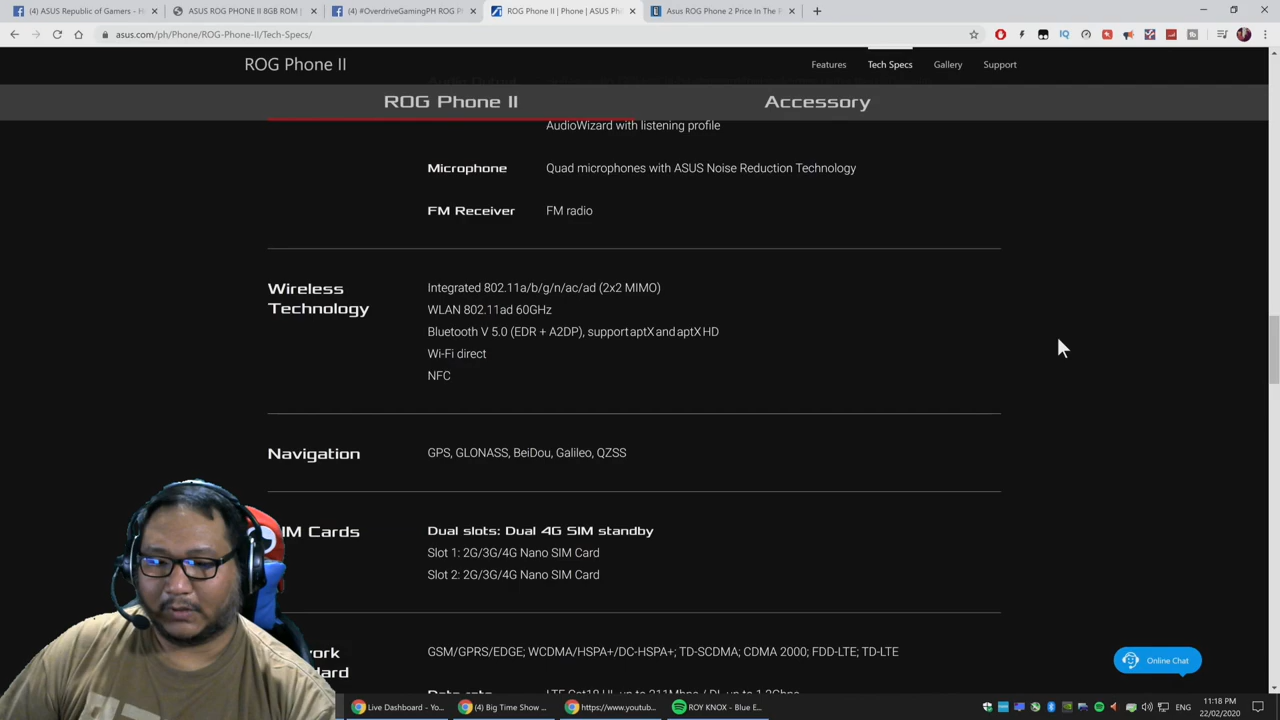 (4) ASUS Republic of Gamers - H
ASUS ROG PHONE II 8GB ROM |
(4) #OverdriveGamingPH ROG P
ROG Phone II | Phone | ASUS Ph
Asus ROG Phone 2 Price In The P
asus.com/ph/Phone/ROG-Phone-II/Tech-Specs/
ROG Phone II
Features
Tech Specs
Gallery
Support
ROG Phone II
Accessory
AudioWizard with listening profile
Microphone
Quad microphones with ASUS Noise Reduction Technology
FM Receiver
FM radio
Wireless
Technology
Integrated 802.11a/b/g/n/ac/ad (2x2 MIMO)
WLAN 802.11ad 60GHz
Bluetooth V 5.0 (EDR + A2DP), support aptX and aptX HD
Wi-Fi direct
NFC
Navigation
GPS, GLONASS, BeiDou, Galileo, QZSS
IM Cards
Dual slots: Dual 4G SIM standby
Slot 1: 2G/3G/4G Nano SIM Card
Slot 2: 2G/3G/4G Nano SIM Card
ork
dard
GSM/GPRS/EDGE; WCDMA/HSPA+/DC-HSPA+; TD-SCDMA; CDMA 2000; FDD-LTE; TD-LTE
Online Chat
Live Dashboard - Yo...
(4) Big Time Show ...
https://www.youtub...
ROY KNOX - Blue E...
ENG
11:18 PM
22/02/2020